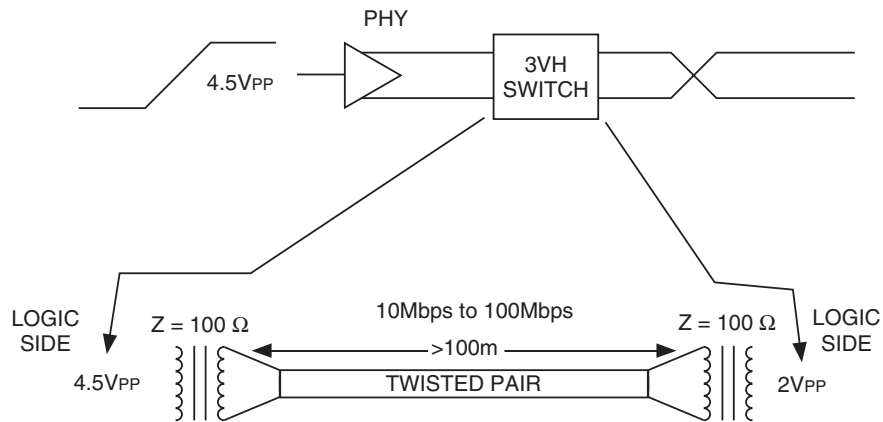 PHY
4.5VPP
3VH
SWITCH
10Mbps to 100Mbps
LOGIC
SIDE
Z = 100 Ω
Z = 100 Ω
LOGIC
SIDE
>100m
4.5VPP
TWISTED PAIR
2VPP